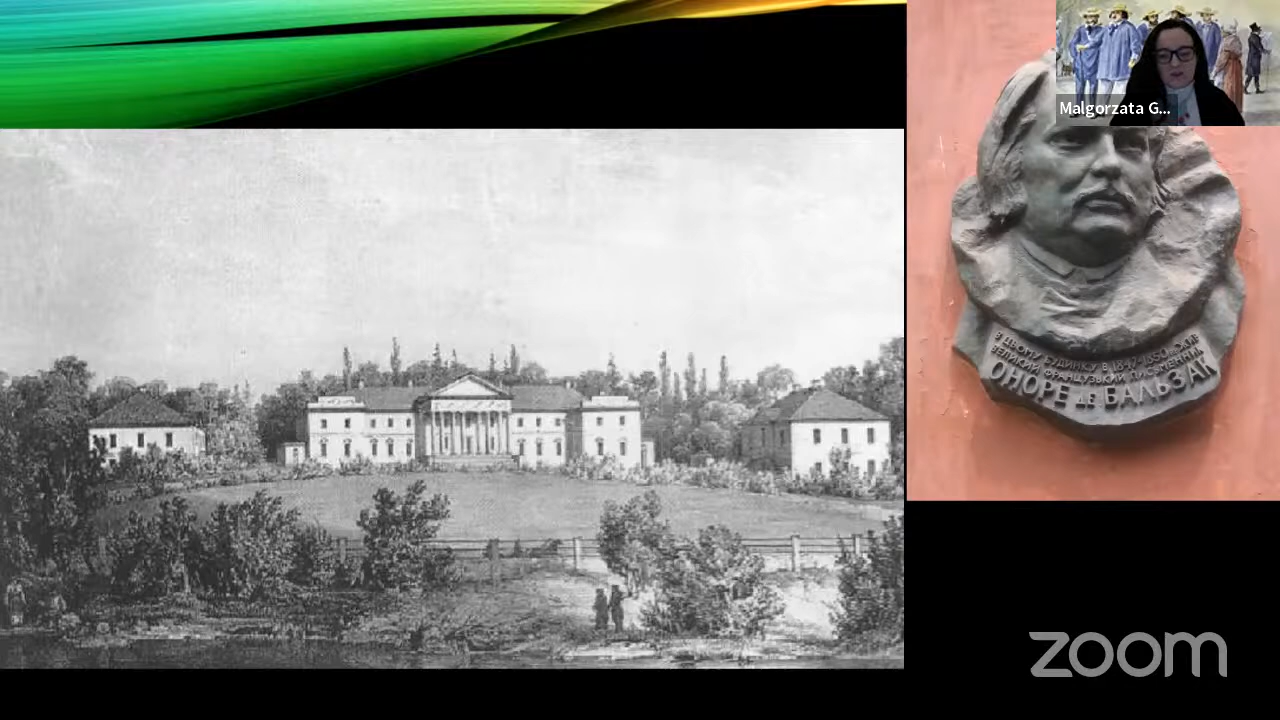 Malgorzata G...
В ЦЬОМУ БУДИНКУ В 1847-1850
ВЕЛИКИЙ ФРАНЦУЗЬКИЙ ПИСЬМЕННИК
ОНОРЕ ДЕ БАЛЬЗАК
zoom